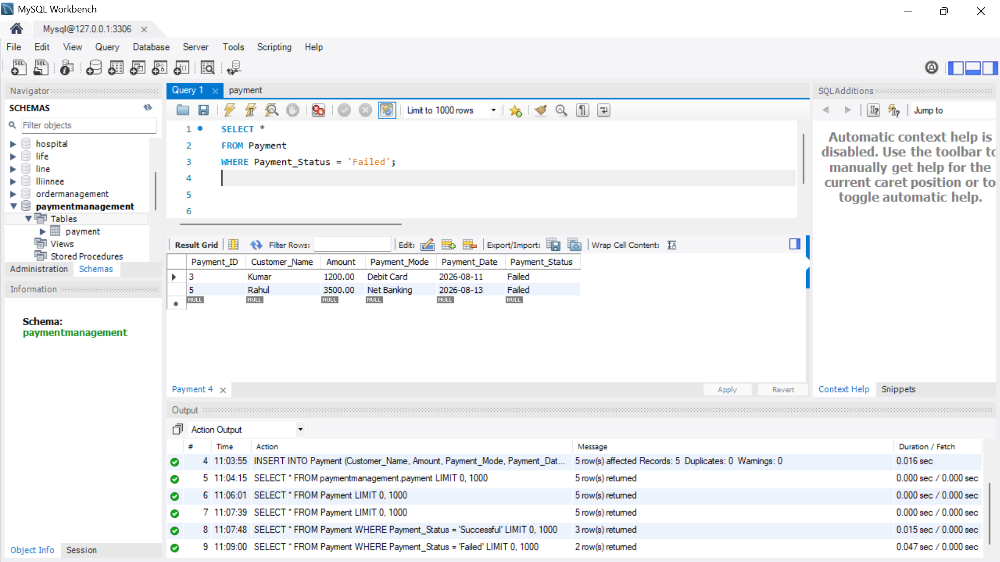 MySQL Workbench
Mysql@127.0.0.1:3306
File Edit View Query Database Server Tools Scripting Help
Navigator
SCHEMAS
Filter objects
hospital
life
line
lliinnee
ordermanagement
paymentmanagement
Tables
payment
Views
Stored Procedures
Administration Schemas
Information
Schema:
paymentmanagement
Object Info Session
Query 1 payment
Limit to 1000 rows
1 SELECT *
2 FROM Payment
3 WHERE Payment_Status = 'Failed';
4
5
6
Result Grid Filter Rows: Edit: Export/Import: Wrap Cell Content:
Payment_ID Customer_Name Amount Payment_Mode Payment_Date Payment_Status
3 Kumar 1200.00 Debit Card 2026-08-11 Failed
5 Rahul 3500.00 Net Banking 2026-08-13 Failed
NULL NULL NULL NULL NULL NULL
Payment 4 Apply Revert
SQLAdditions
Jump to
Automatic context help is
disabled. Use the toolbar to
manually get help for the
current caret position or to
toggle automatic help.
Context Help Snippets
Output
Action Output
# Time Action Message Duration / Fetch
4 11:03:55 INSERT INTO Payment (Customer_Name, Amount, Payment_Mode, Payment_Dat... 5 row(s) affected Records: 5 Duplicates: 0 Warnings: 0 0.016 sec
5 11:04:15 SELECT * FROM paymentmanagement.payment LIMIT 0, 1000 5 row(s) returned 0.000 sec / 0.000 sec
6 11:06:01 SELECT * FROM Payment LIMIT 0, 1000 5 row(s) returned 0.000 sec / 0.000 sec
7 11:07:39 SELECT * FROM Payment LIMIT 0, 1000 5 row(s) returned 0.000 sec / 0.000 sec
8 11:07:48 SELECT * FROM Payment WHERE Payment_Status = 'Successful' LIMIT 0, 1000 3 row(s) returned 0.015 sec / 0.000 sec
9 11:09:00 SELECT * FROM Payment WHERE Payment_Status = 'Failed' LIMIT 0, 1000 2 row(s) returned 0.047 sec / 0.000 sec